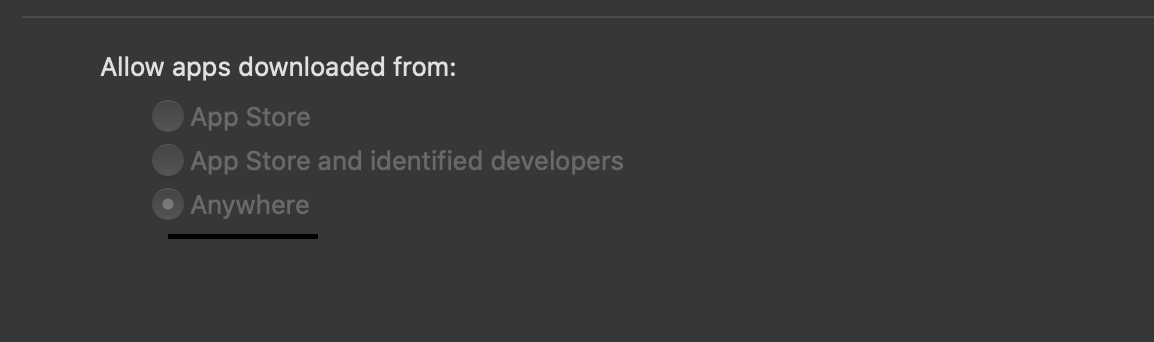 Allow apps downloaded from:
App Store
App Store and identified developers
Anywhere